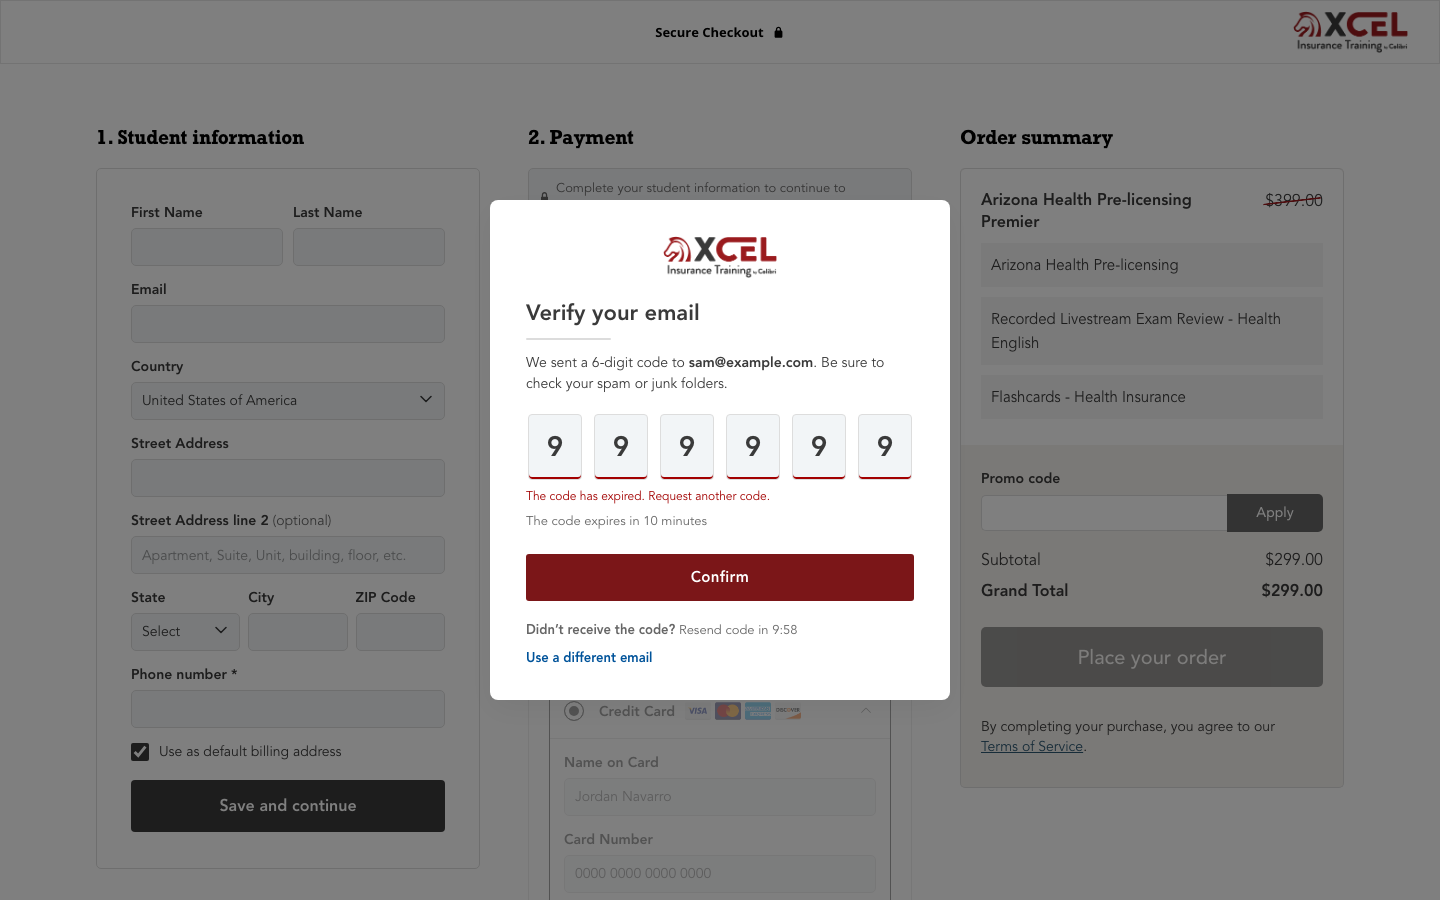 Secure Checkout
XCEL
Insurance Training by Calibri
1. Student information
First Name
Last Name
Email
Country
United States of America
Street Address
Street Address line 2 (optional)
Apartment, Suite, Unit, building, floor, etc.
State
City
ZIP Code
Select
Phone number *
Use as default billing address
Save and continue
2. Payment
Complete your student information to continue to
XCEL
Insurance Training by Calibri
Verify your email
We sent a 6-digit code to sam@example.com. Be sure to
check your spam or junk folders.
9 9 9 9 9 9
The code has expired. Request another code.
The code expires in 10 minutes
Confirm
Didn’t receive the code? Resend code in 9:58
Use a different email
Credit Card
VISA
AMERICAN EXPRESS
DISCOVER
Name on Card
Jordan Navarro
Card Number
0000 0000 0000 0000
Order summary
Arizona Health Pre-licensing
Premier
$399.00
Arizona Health Pre-licensing
Recorded Livestream Exam Review - Health
English
Flashcards - Health Insurance
Promo code
Apply
Subtotal
$299.00
Grand Total
$299.00
Place your order
By completing your purchase, you agree to our
Terms of Service.